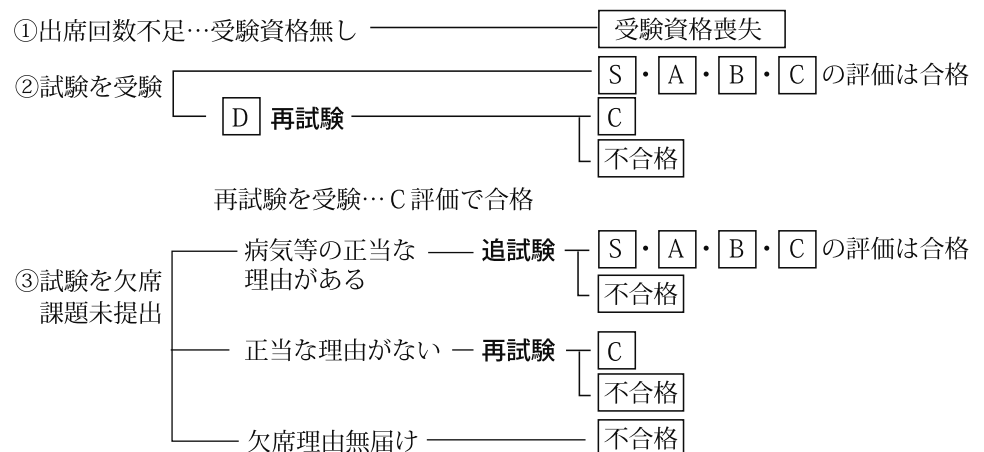 ①出席回数不足…受験資格無し 受験資格喪失
②試験を受験 S・A・B・Cの評価は合格
D 再試験 C
不合格
再試験を受験…C評価で合格
③試験を欠席
課題未提出
病気等の正当な
理由がある
追試験 S・A・B・Cの評価は合格
不合格
正当な理由がない 再試験 C
不合格
欠席理由無届け 不合格